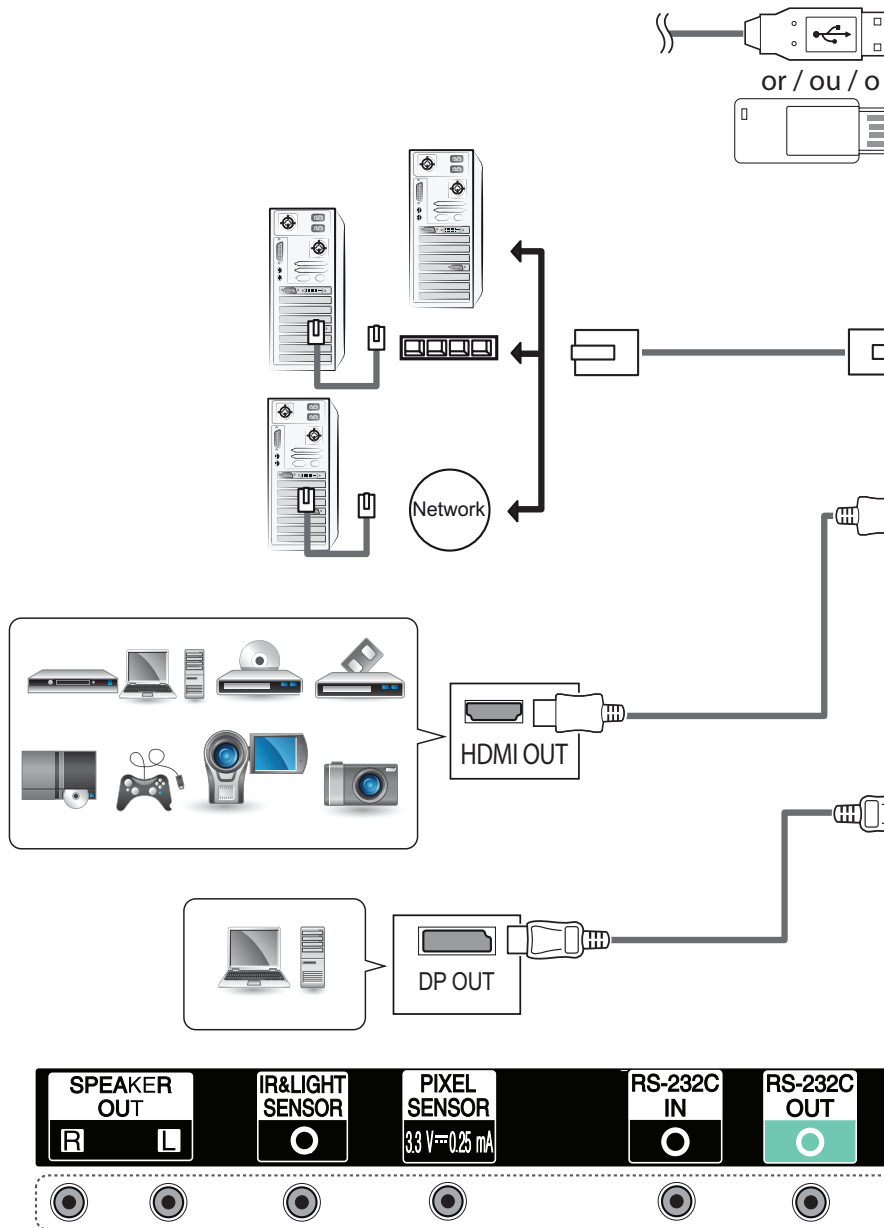 or / ou / o
Network
HDMI OUT
DP OUT
SPEAKER
OUT
R L
IR&LIGHT
SENSOR
PIXEL
SENSOR
3.3 V⎓0.25 mA
RS-232C
IN
RS-232C
OUT